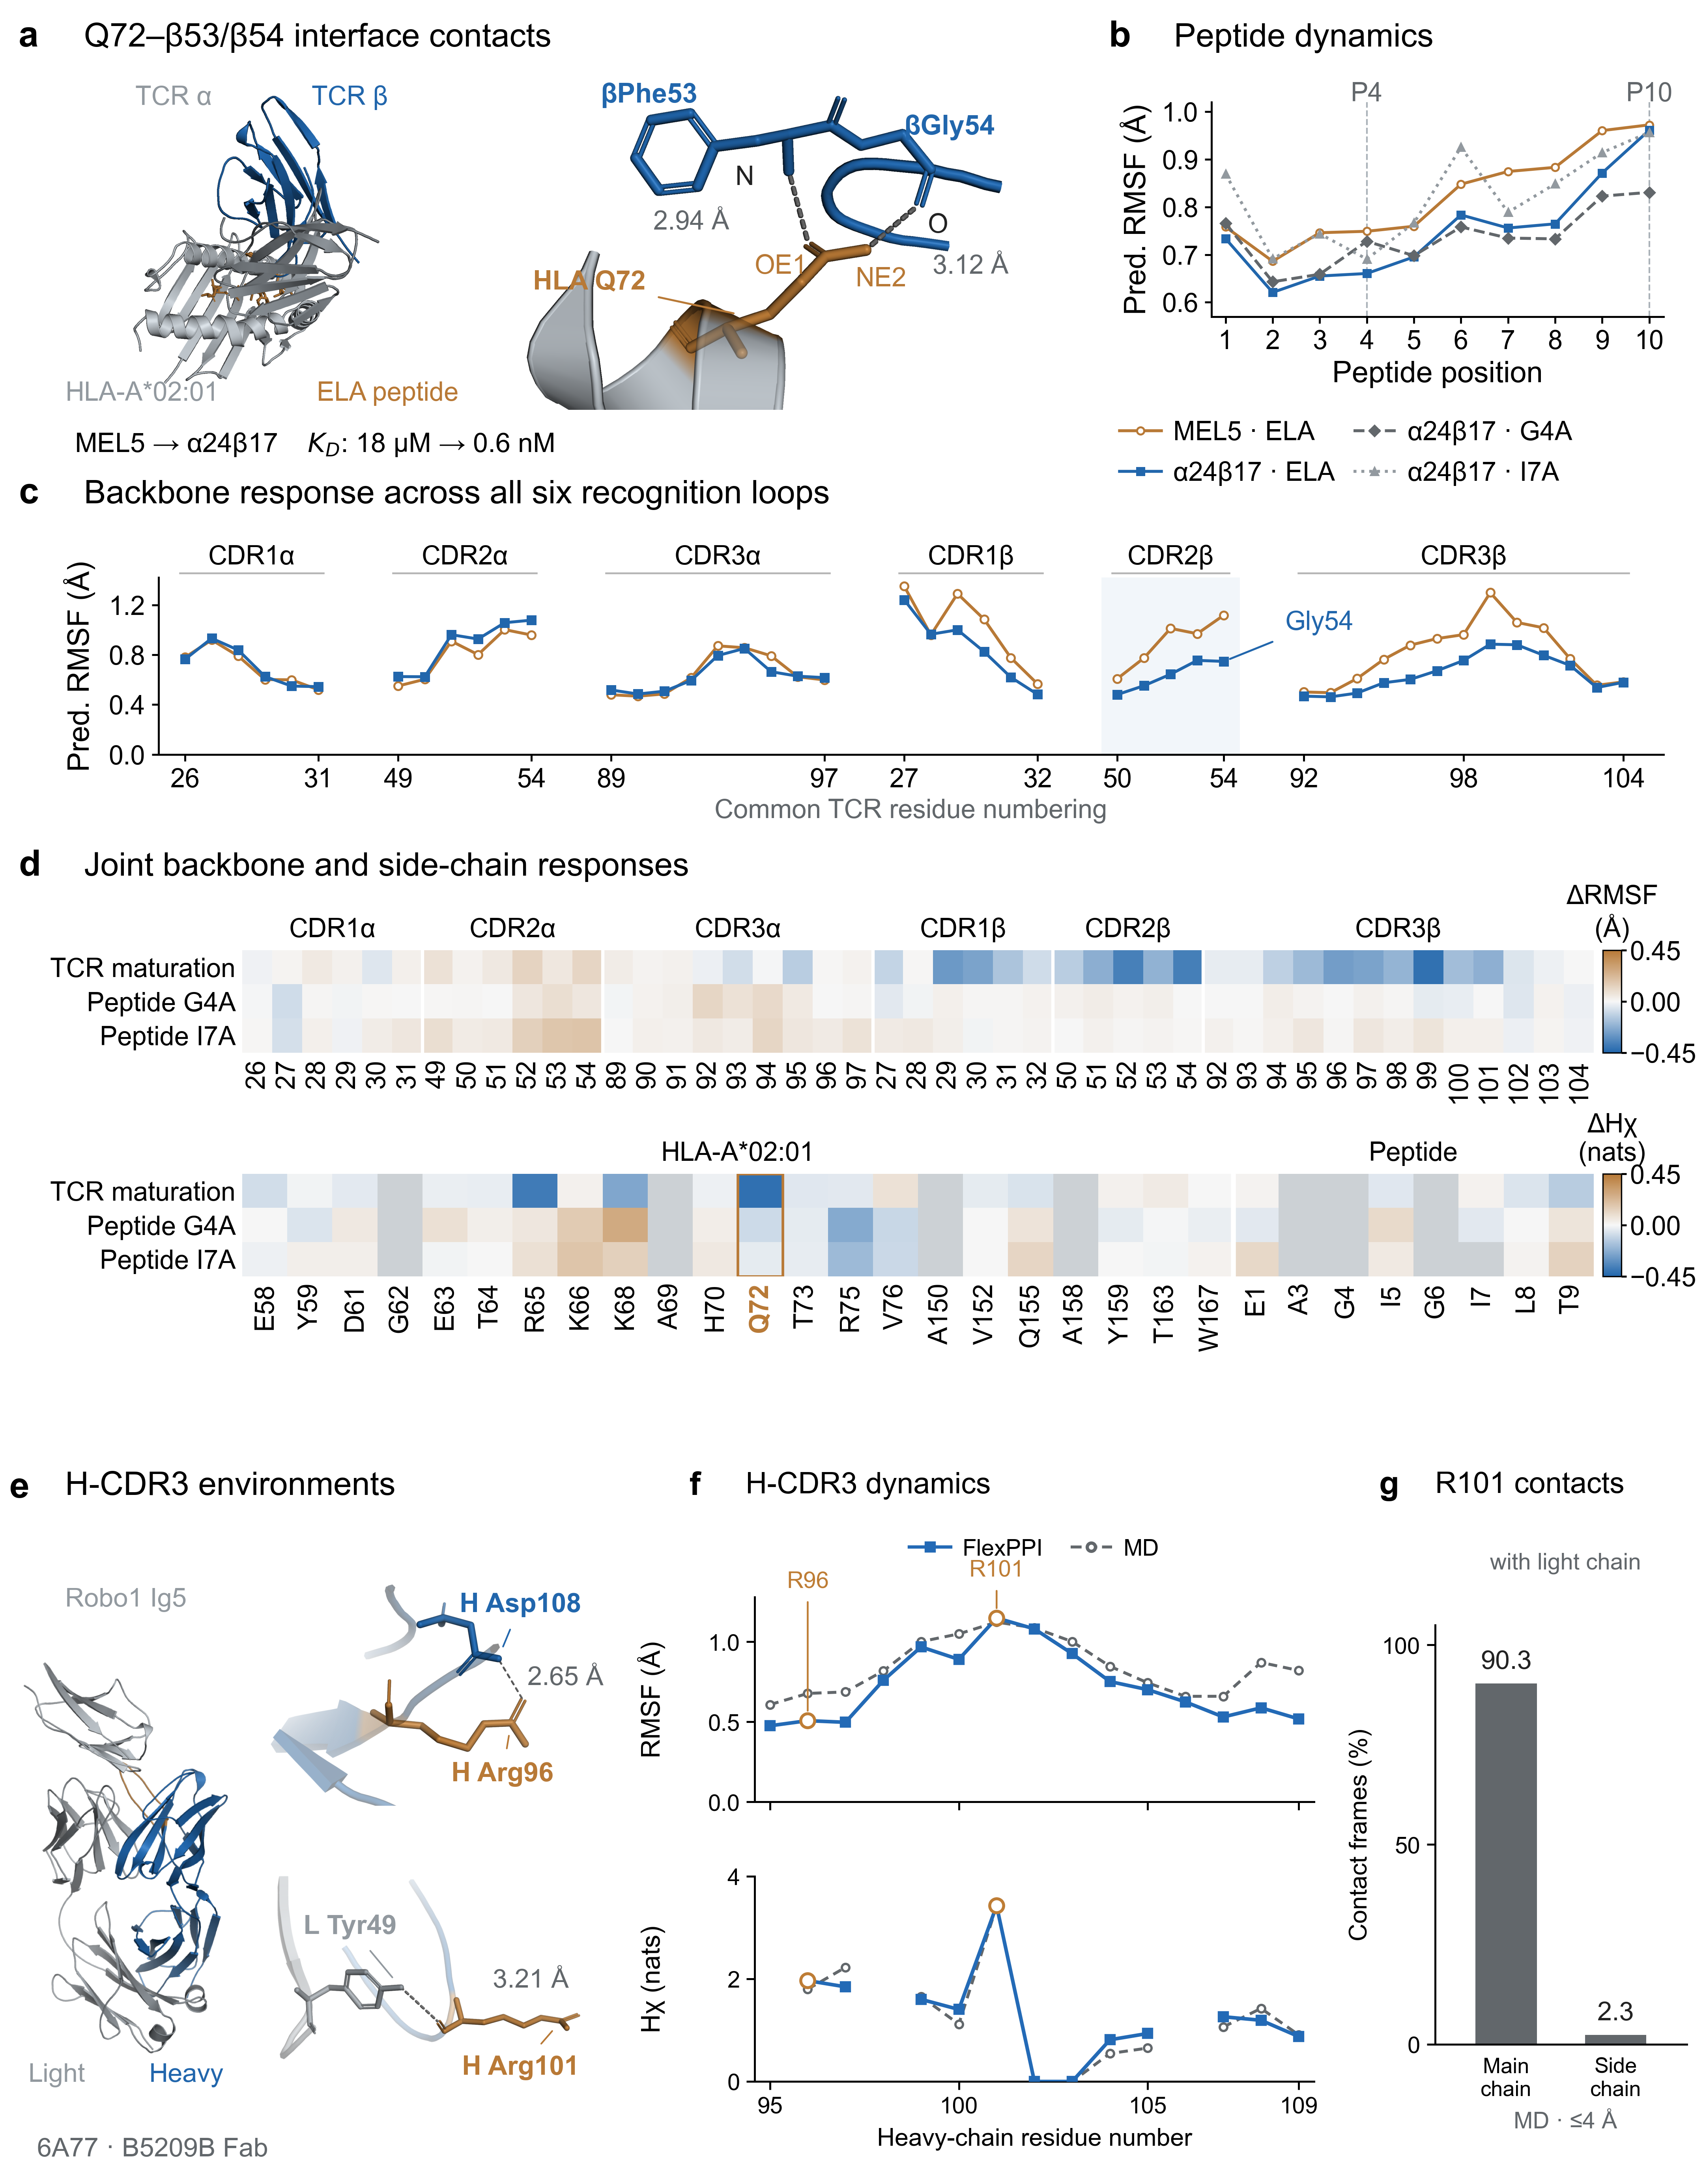 a Q72–β53/β54 interface contacts
TCR α
TCR β
βPhe53
βGly54
N
2.94 Å
O
OE1
NE2
3.12 Å
HLA Q72
HLA-A*02:01
ELA peptide
MEL5 → α24β17 K_D: 18 µM → 0.6 nM
b Peptide dynamics
P4
P10
Pred. RMSF (Å)
1.0
0.9
0.8
0.7
0.6
1 2 3 4 5 6 7 8 9 10
Peptide position
MEL5 · ELA
α24β17 · G4A
α24β17 · ELA
α24β17 · I7A
c Backbone response across all six recognition loops
CDR1α CDR2α CDR3α CDR1β CDR2β CDR3β
Pred. RMSF (Å)
1.2
0.8
0.4
0.0
Gly54
26 31 49 54 89 97 27 32 50 54 92 98 104
Common TCR residue numbering
d Joint backbone and side-chain responses
ΔRMSF
(Å)
CDR1α CDR2α CDR3α CDR1β CDR2β CDR3β
TCR maturation
Peptide G4A
Peptide I7A
0.45
0.00
−0.45
26 27 28 29 30 31 49 50 51 52 53 54 89 90 91 92 93 94 95 96 97 27 28 29 30 31 32 50 51 52 53 54 92 93 94 95 96 97 98 99 100 101 102 103 104
ΔHχ
(nats)
HLA-A*02:01 Peptide
TCR maturation
Peptide G4A
Peptide I7A
0.45
0.00
−0.45
E58 Y59 D61 G62 E63 T64 R65 K66 K68 A69 H70 Q72 T73 R75 V76 A150 V152 Q155 A158 Y159 T163 W167 E1 A3 G4 I5 G6 I7 L8 T9
e H-CDR3 environments
Robo1 Ig5
H Asp108
2.65 Å
H Arg96
L Tyr49
3.21 Å
H Arg101
Light
Heavy
6A77 · B5209B Fab
f H-CDR3 dynamics
FlexPPI
MD
R96
R101
RMSF (Å)
1.0
0.5
0.0
Hχ (nats)
4
2
0
95 100 105 109
Heavy-chain residue number
g R101 contacts
with light chain
Contact frames (%)
100
50
0
90.3
2.3
Main
chain
Side
chain
MD · ≤4 Å